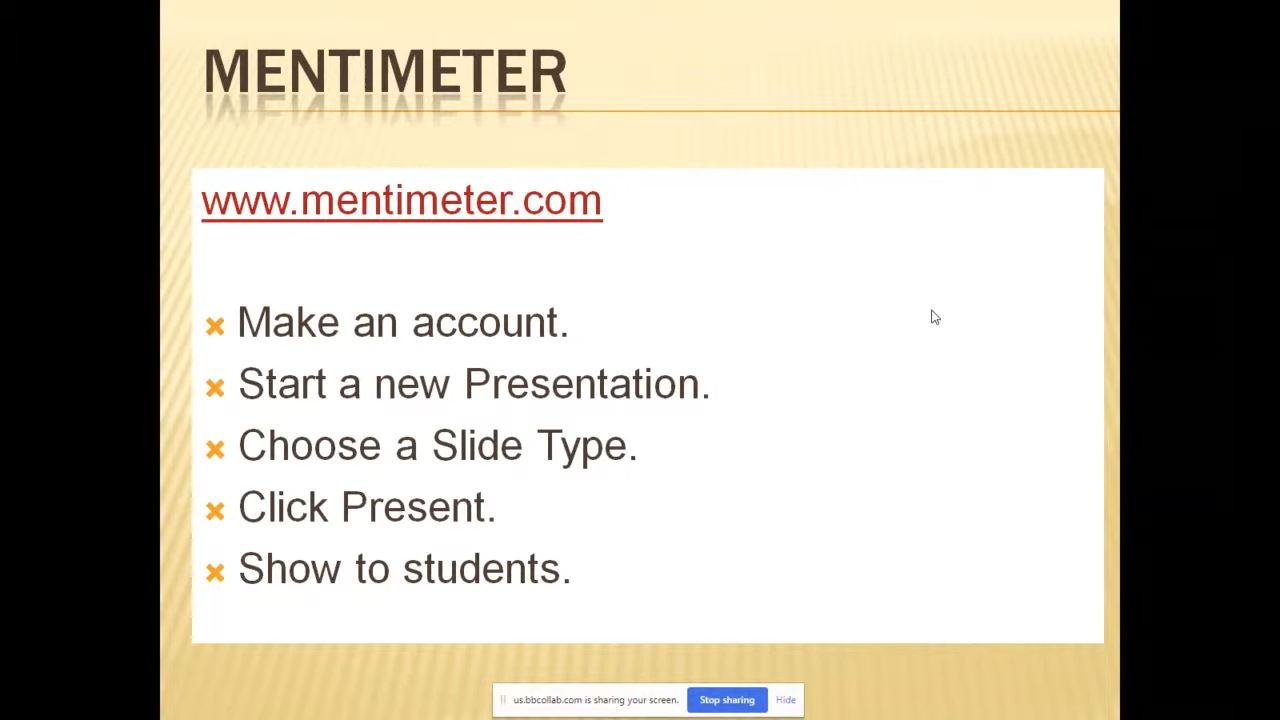 MENTIMETER
www.mentimeter.com
Make an account.
Start a new Presentation.
Choose a Slide Type.
Click Present.
Show to students.
us.bbcollab.com is sharing your screen. Stop sharing Hide